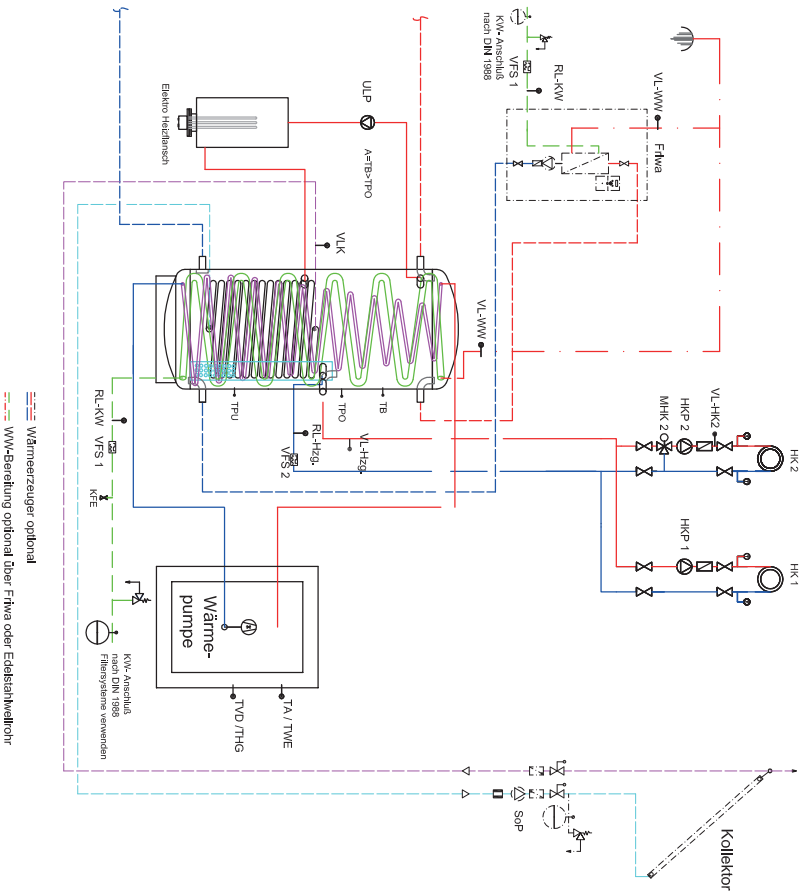 KW- Anschluß
nach DIN 1988
VFS 1
RL-KW
VL-WW
Friwa
Elektro Heizflansch
ULP
A=TB>TPO
VLK
VL-WW
TPU
TPO
TB
RL-KW
VFS 1
KFE
RL-Hzg.
VFS 2
VL-Hzg.
MHK 2
HKP 2
VL-HK2
HK 2
HKP 1
HK 1
Wärme-
pumpe
TVD /THG
TA / TWE
KW- Anschluß
nach DIN 1988
Filtersysteme verwenden
SoP
Kollektor
Wärmeerzeuger optional
WW-Bereitung optional über Friwa oder Edelstahlwellrohr